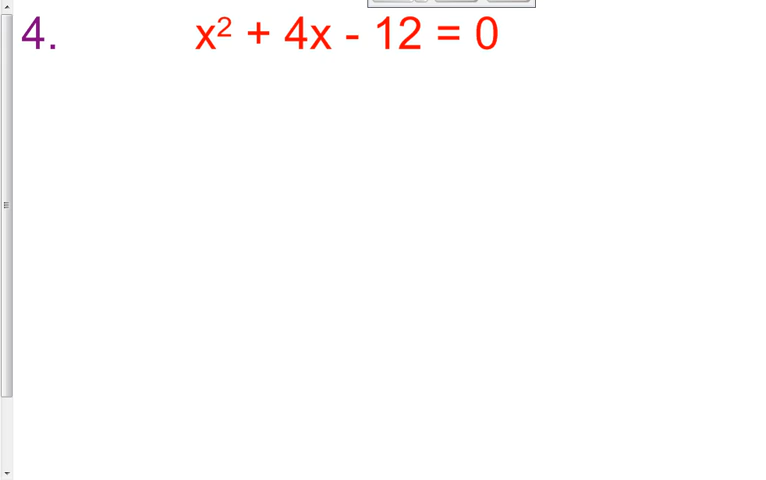 4. x² + 4x - 12 = 0